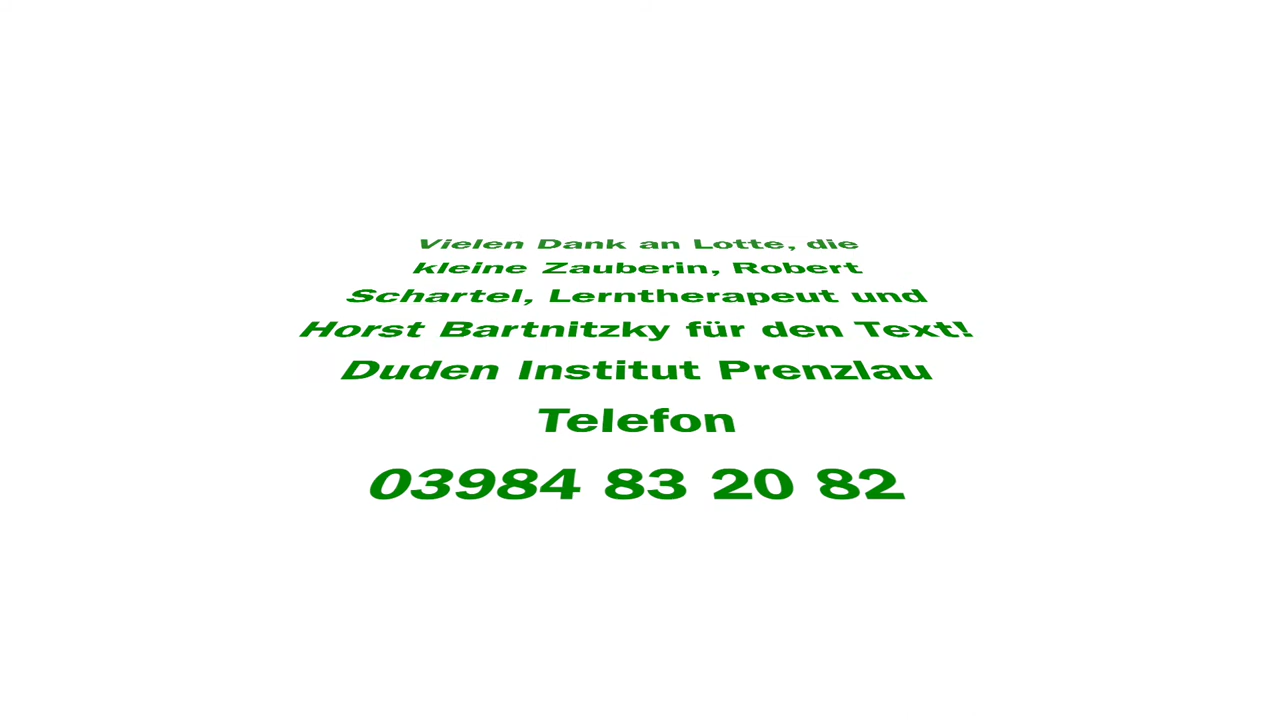 Vielen Dank an Lotte, die
kleine Zauberin, Robert
Schartel, Lerntherapeut und
Horst Bartnitzky für den Text!
Duden Institut Prenzlau
Telefon
03984 83 20 82